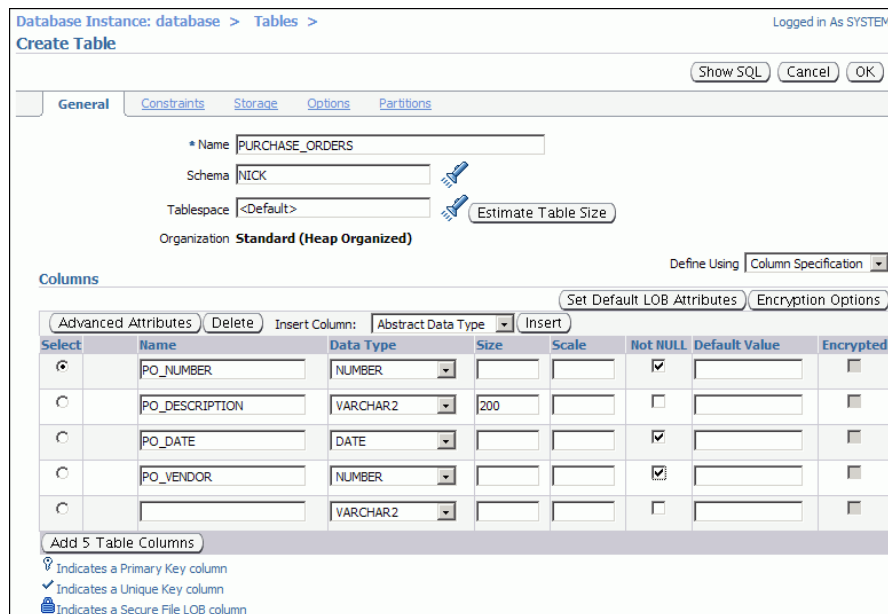 Database Instance: database > Tables >
Logged in As SYSTEM
Create Table
Show SQL Cancel OK
General Constraints Storage Options Partitions
* Name PURCHASE_ORDERS
Schema NICK
Tablespace <Default> Estimate Table Size
Organization Standard (Heap Organized)
Define Using Column Specification
Columns
Set Default LOB Attributes Encryption Options
Advanced Attributes Delete Insert Column: Abstract Data Type Insert
Select Name Data Type Size Scale Not NULL Default Value Encrypted
PO_NUMBER NUMBER
PO_DESCRIPTION VARCHAR2 200
PO_DATE DATE
PO_VENDOR NUMBER
VARCHAR2
Add 5 Table Columns
Indicates a Primary Key column
Indicates a Unique Key column
Indicates a Secure File LOB column